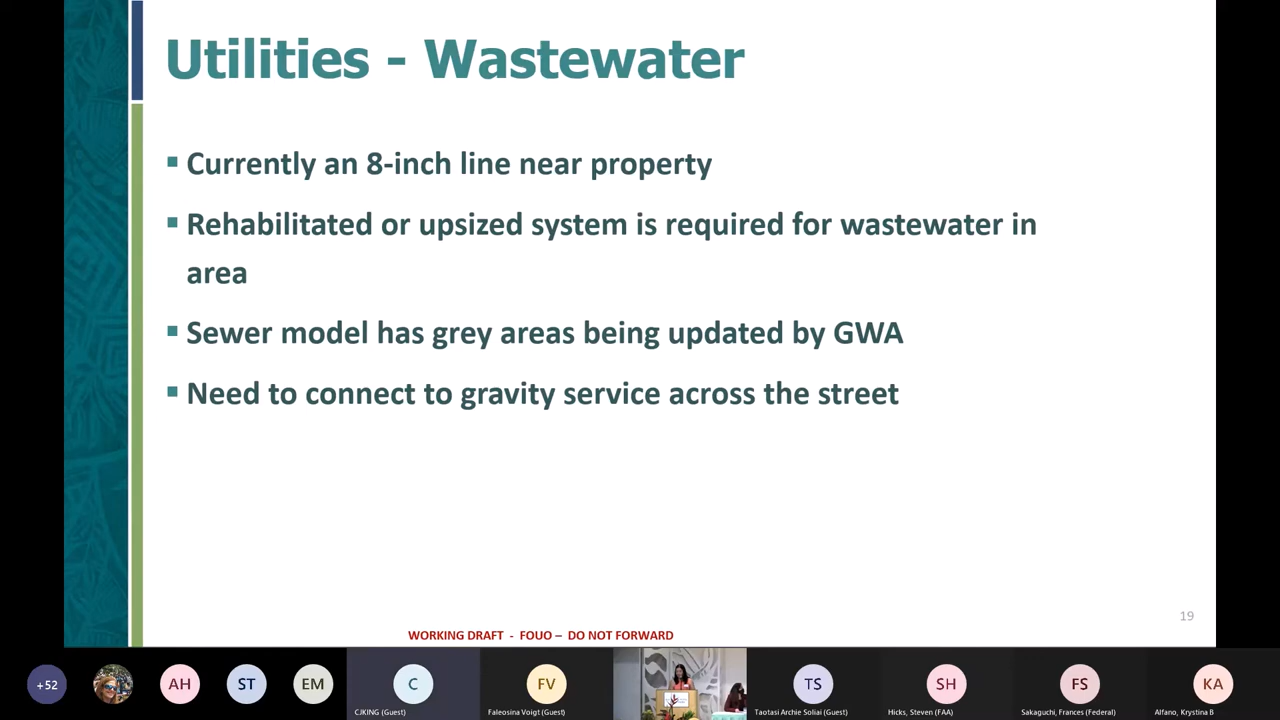 Utilities - Wastewater
Currently an 8-inch line near property
Rehabilitated or upsized system is required for wastewater in
area
Sewer model has grey areas being updated by GWA
Need to connect to gravity service across the street
19
WORKING DRAFT - FOUO – DO NOT FORWARD
+52
AH
ST
EM
C
FV
TS
SH
FS
KA
CJKING (Guest)
Faleosina Voigt (Guest)
Taotasi Archie Soliai (Guest)
Hicks, Steven (FAA)
Sakaguchi, Frances (Federal)
Alfano, Krystina B